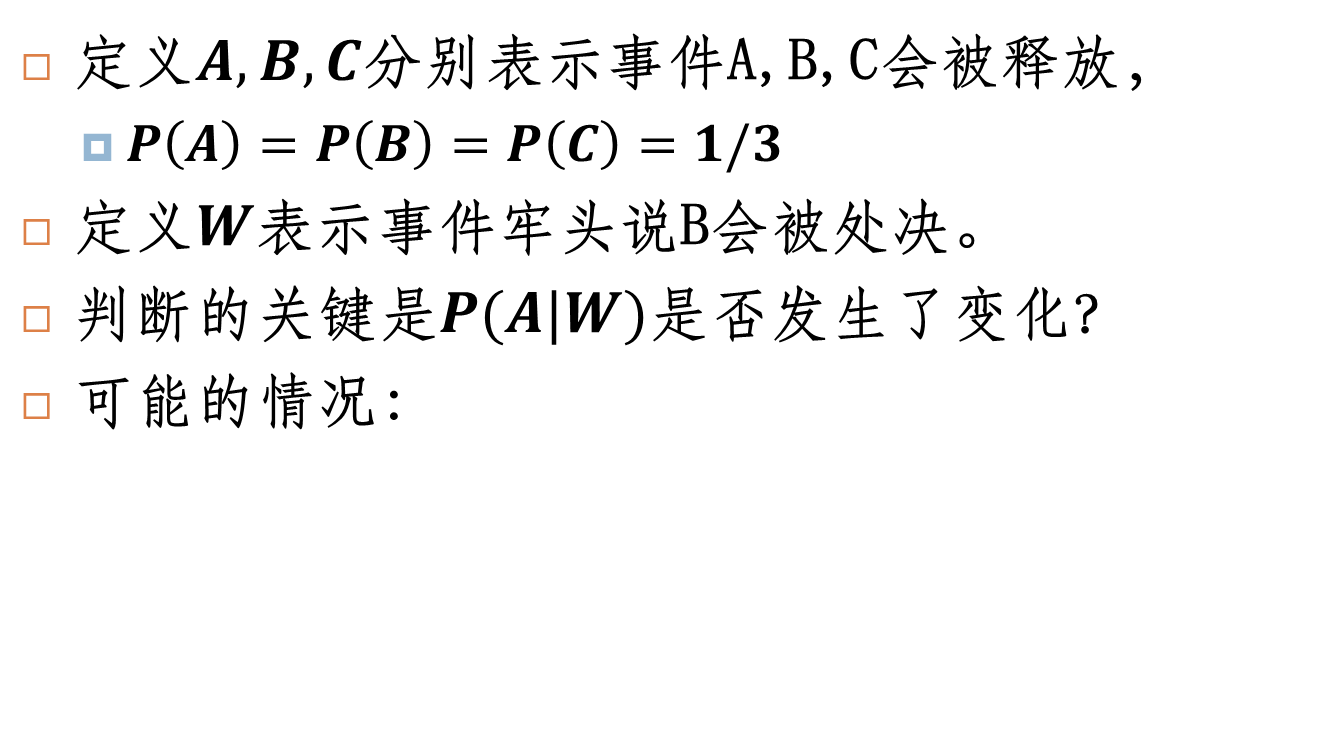 定义A,B,C分别表示事件A,B,C会被释放，
P(A) = P(B) = P(C) = 1/3
定义W表示事件牢头说B会被处决。
判断的关键是P(A|W)是否发生了变化?
可能的情况：